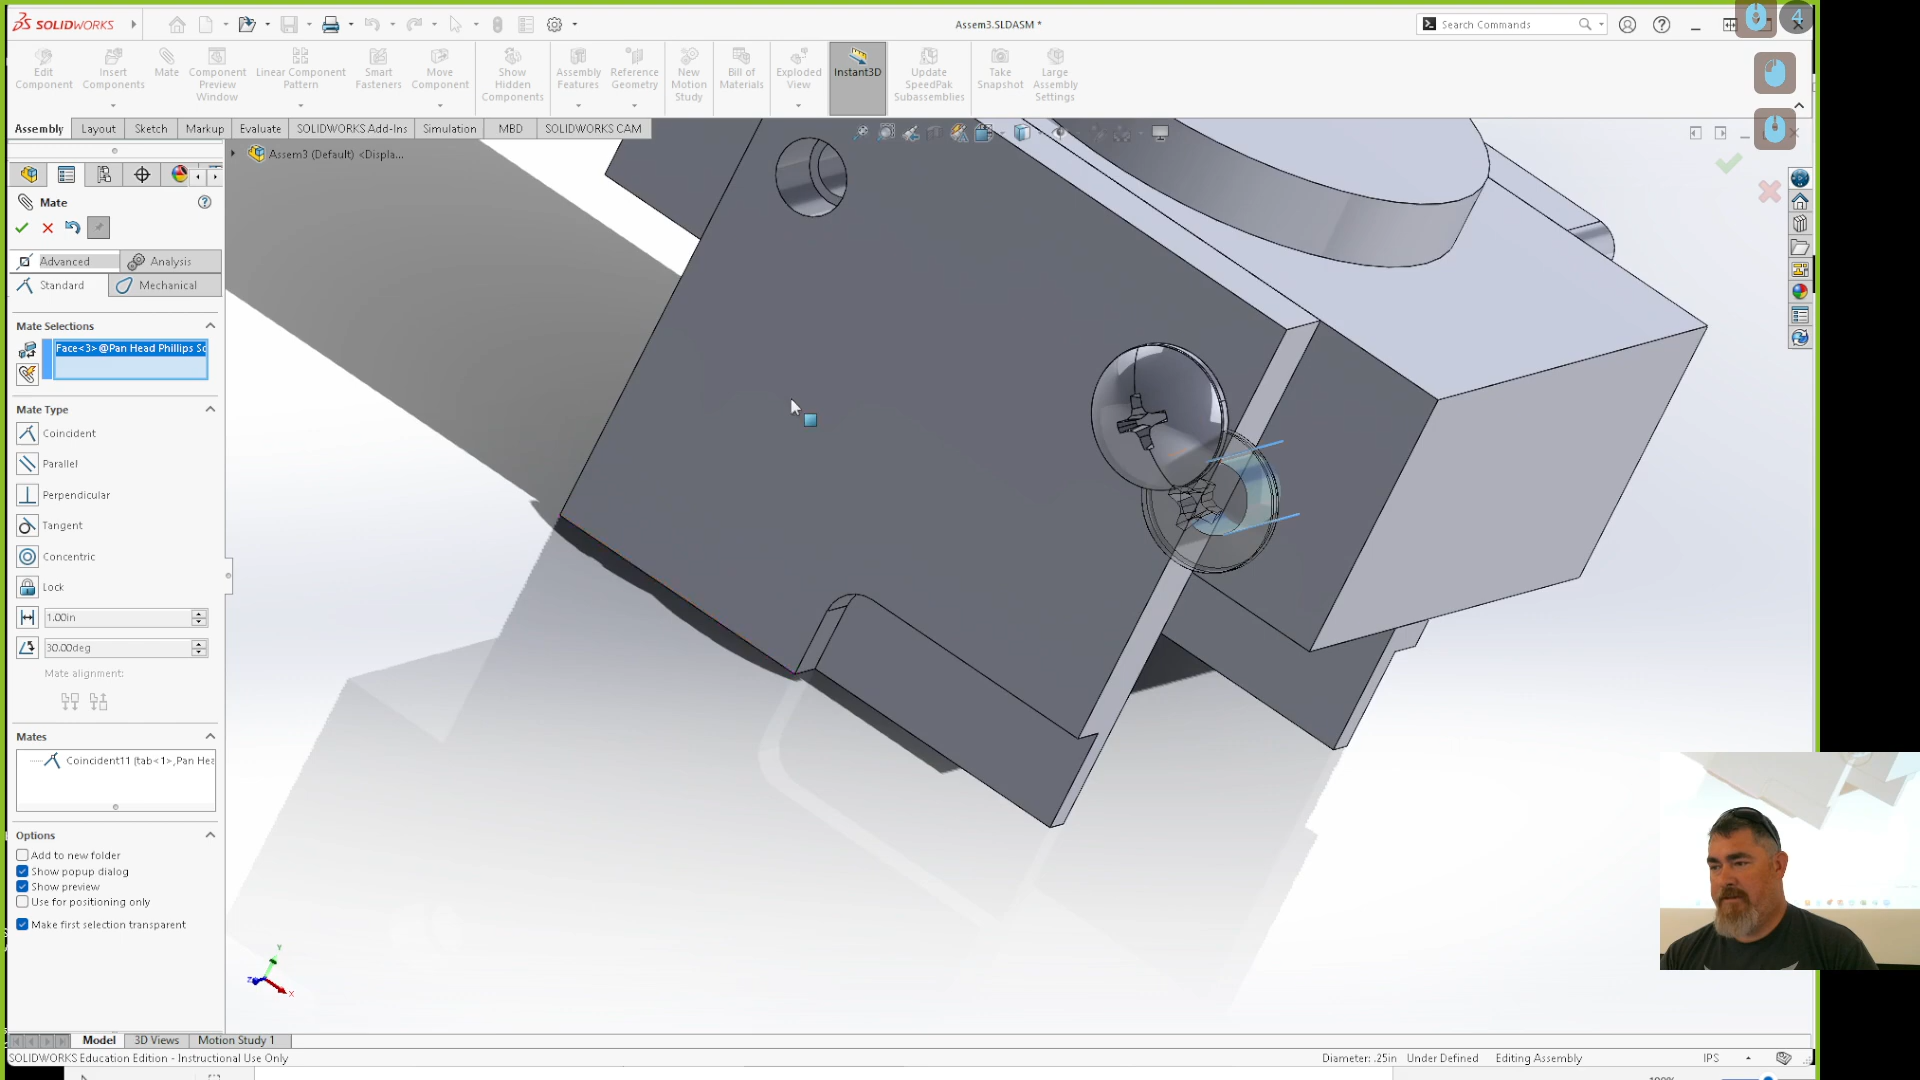 SOLIDWORKS
Assem3.SLDASM *
Search Commands
4
Edit Component
Insert Components
Mate
Component Preview Window
Linear Component Pattern
Smart Fasteners
Move Component
Show Hidden Components
Assembly Features
Reference Geometry
New Motion Study
Bill of Materials
Exploded View
Instant3D
Update SpeedPak Subassemblies
Take Snapshot
Large Assembly Settings
Assembly
Layout
Sketch
Markup
Evaluate
SOLIDWORKS Add-Ins
Simulation
MBD
SOLIDWORKS CAM
Assem3 (Default) <Displa...
Mate
Advanced
Analysis
Standard
Mechanical
Mate Selections
Face<3>@Pan Head Phillips Sc
Mate Type
Coincident
Parallel
Perpendicular
Tangent
Concentric
Lock
1.00in
30.00deg
Mate alignment:
Mates
Coincident11 (tab<1>,Pan Hea
Options
Add to new folder
Show popup dialog
Show preview
Use for positioning only
Make first selection transparent
Y
Z
X
Model
3D Views
Motion Study 1
SOLIDWORKS Education Edition - Instructional Use Only
Diameter: .25in
Under Defined
Editing Assembly
IPS